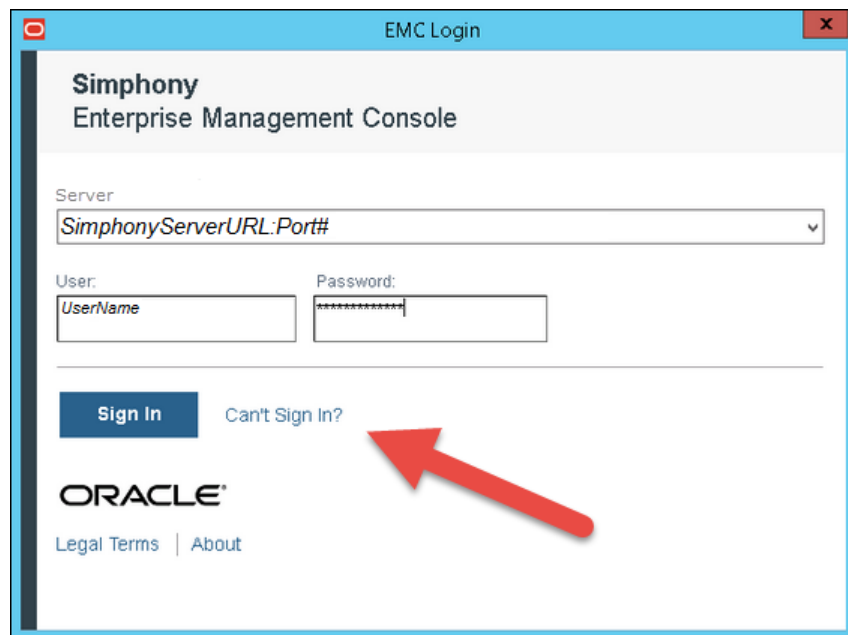 EMC Login
x
Simphony
Enterprise Management Console
Server
SimphonyServerURL:Port#
User:
Password:
UserName
*************
Sign In
Can't Sign In?
ORACLE®
Legal Terms | About